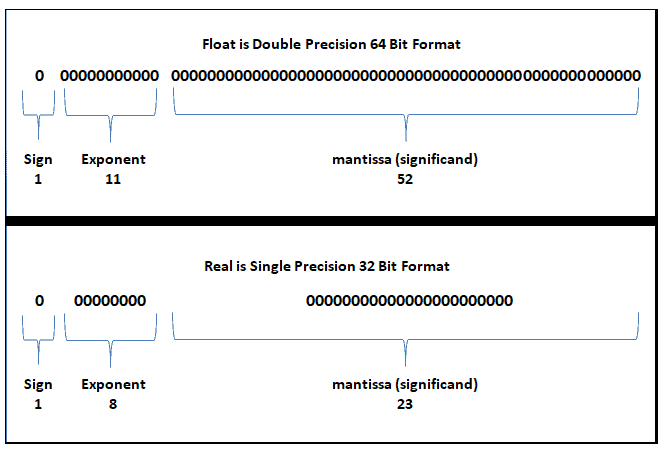 Float is Double Precision 64 Bit Format
0 00000000000 0000000000000000000000000000000000000000000000000000
Sign Exponent mantissa (significand)
1 11 52
Real is Single Precision 32 Bit Format
0 00000000 00000000000000000000000
Sign Exponent mantissa (significand)
1 8 23